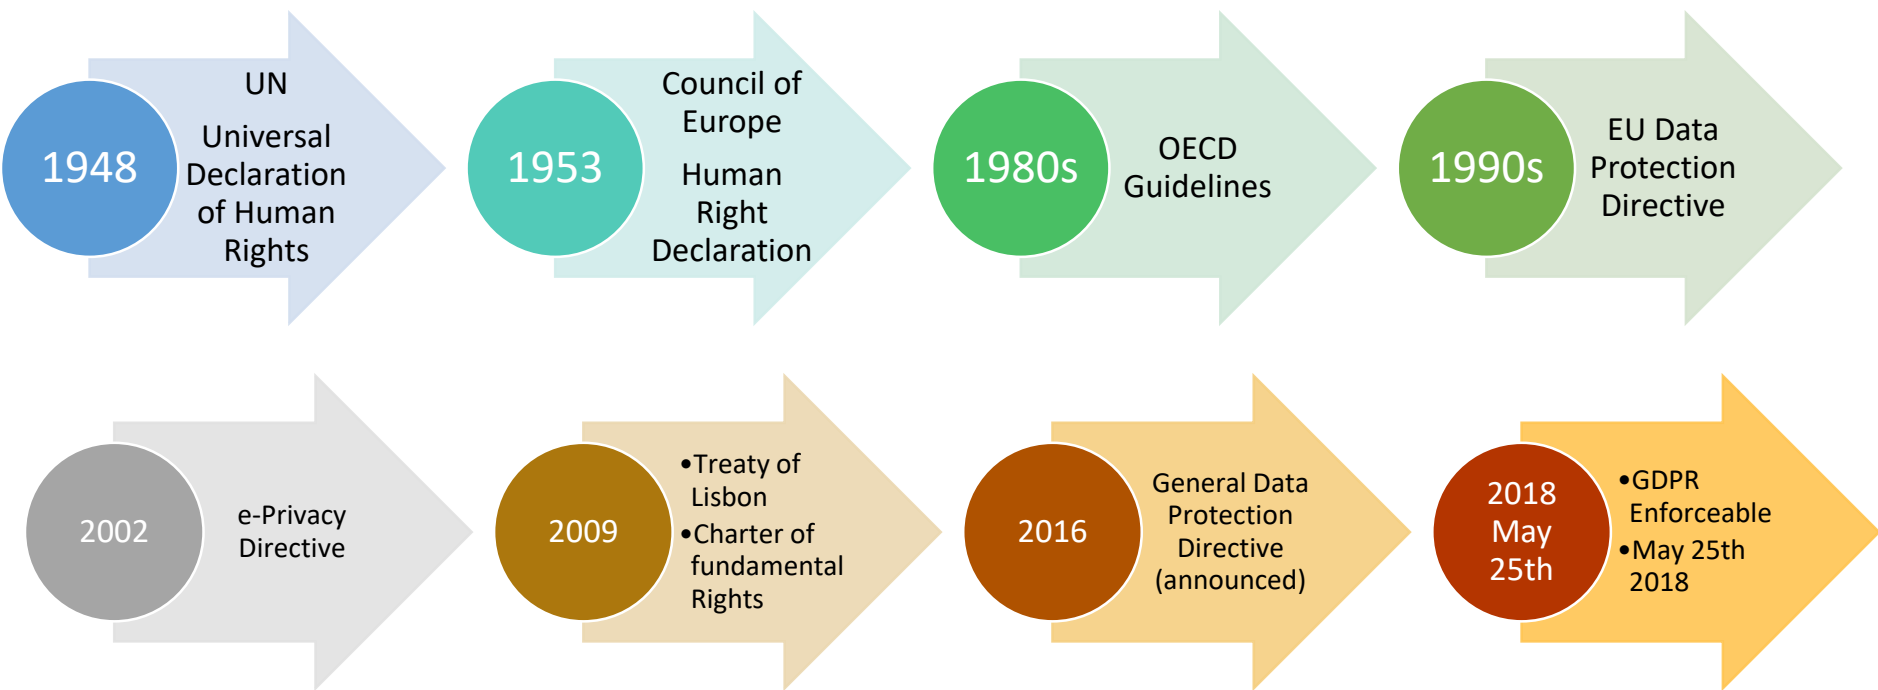 1948
UN
Universal
Declaration
of Human
Rights
1953
Council of
Europe
Human
Right
Declaration
1980s
OECD
Guidelines
1990s
EU Data
Protection
Directive
2002
e-Privacy
Directive
2009
•Treaty of
Lisbon
•Charter of
fundamental
Rights
2016
General Data
Protection
Directive
(announced)
2018
May
25th
•GDPR
Enforceable
•May 25th
2018